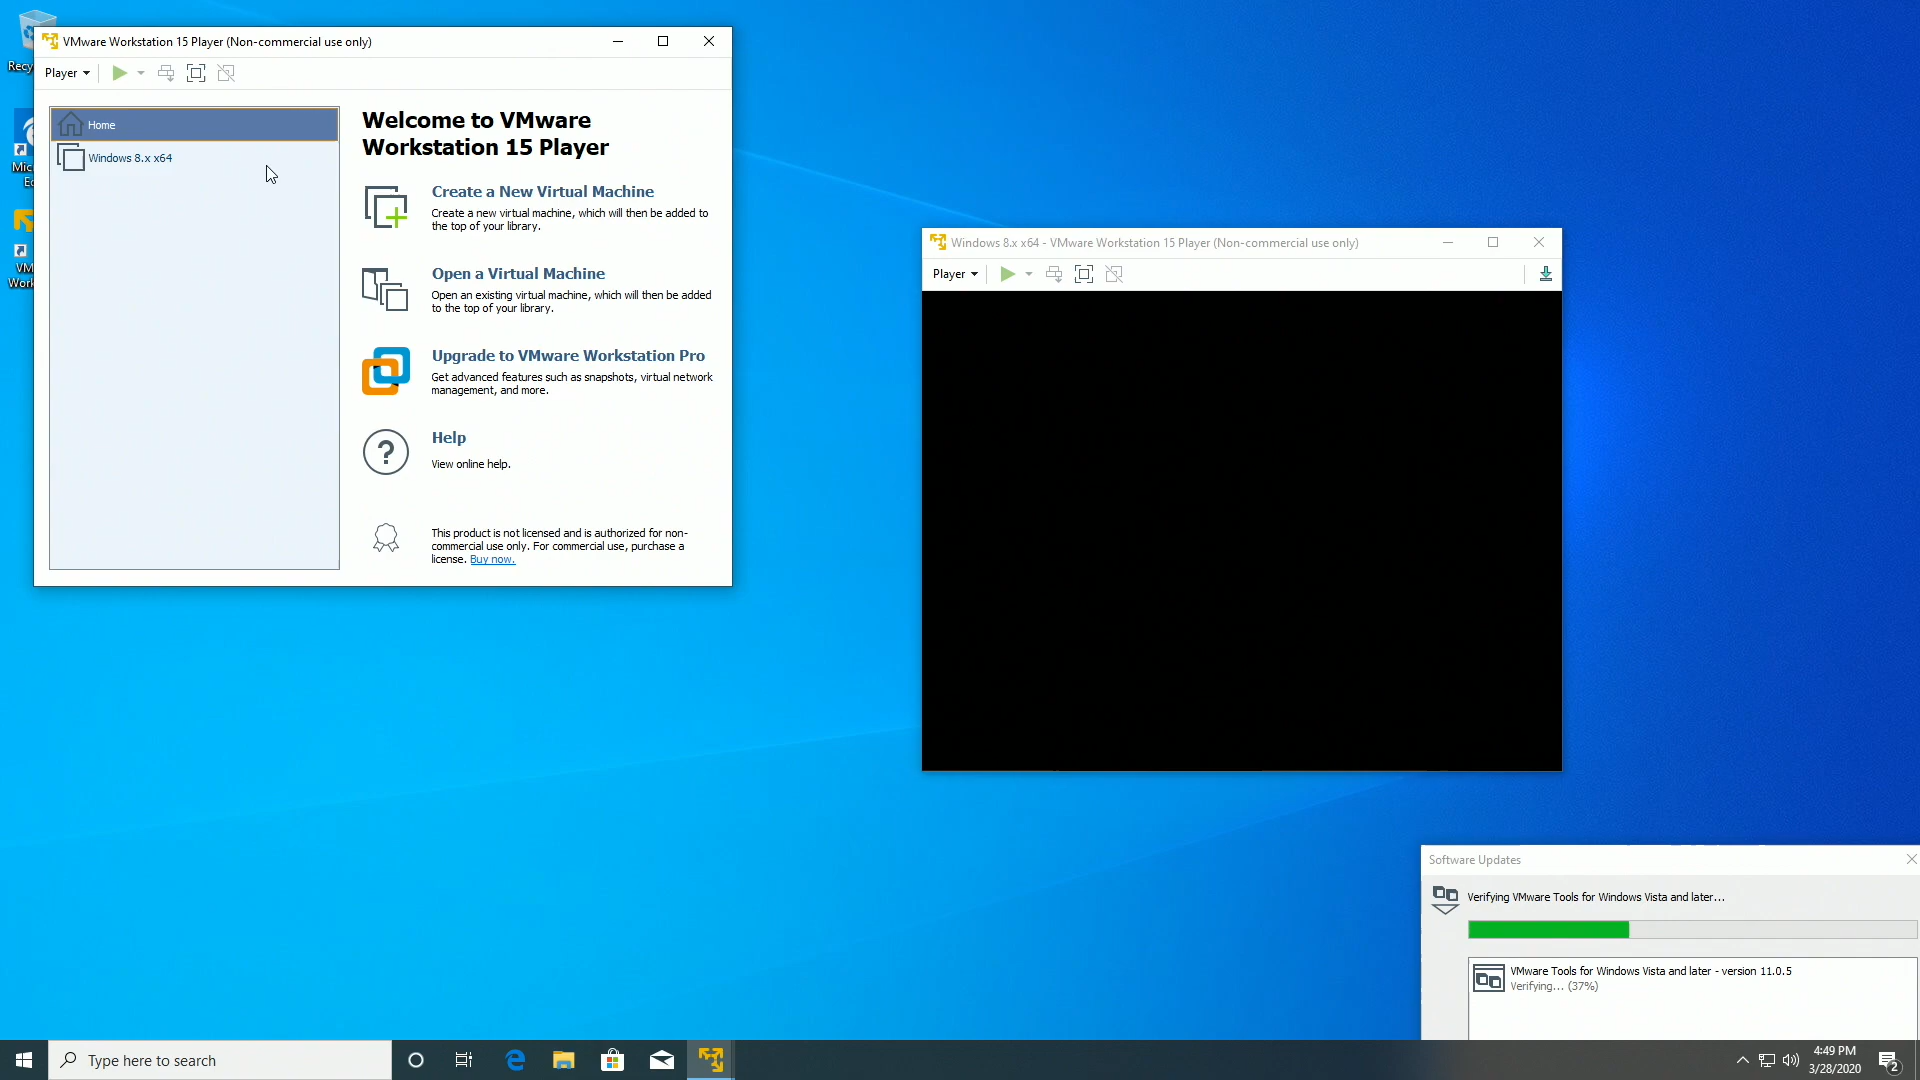 Recy
Mic
Ec
VM
Work
VMware Workstation 15 Player (Non-commercial use only)
Player
Home
Windows 8.x x64
Welcome to VMware
Workstation 15 Player
Create a New Virtual Machine
Create a new virtual machine, which will then be added to
the top of your library.
Open a Virtual Machine
Open an existing virtual machine, which will then be added
to the top of your library.
Upgrade to VMware Workstation Pro
Get advanced features such as snapshots, virtual network
management, and more.
?
Help
View online help.
This product is not licensed and is authorized for non-
commercial use only. For commercial use, purchase a
license. Buy now.
Windows 8.x x64 - VMware Workstation 15 Player (Non-commercial use only)
Player
Software Updates
Verifying VMware Tools for Windows Vista and later...
VMware Tools for Windows Vista and later - version 11.0.5
Verifying... (37%)
Type here to search
4:49 PM
3/28/2020
2